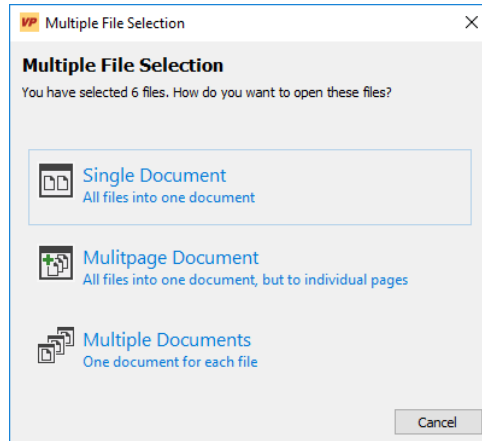 VP Multiple File Selection
Multiple File Selection
You have selected 6 files. How do you want to open these files?
Single Document
All files into one document
Mulitpage Document
All files into one document, but to individual pages
Multiple Documents
One document for each file
Cancel